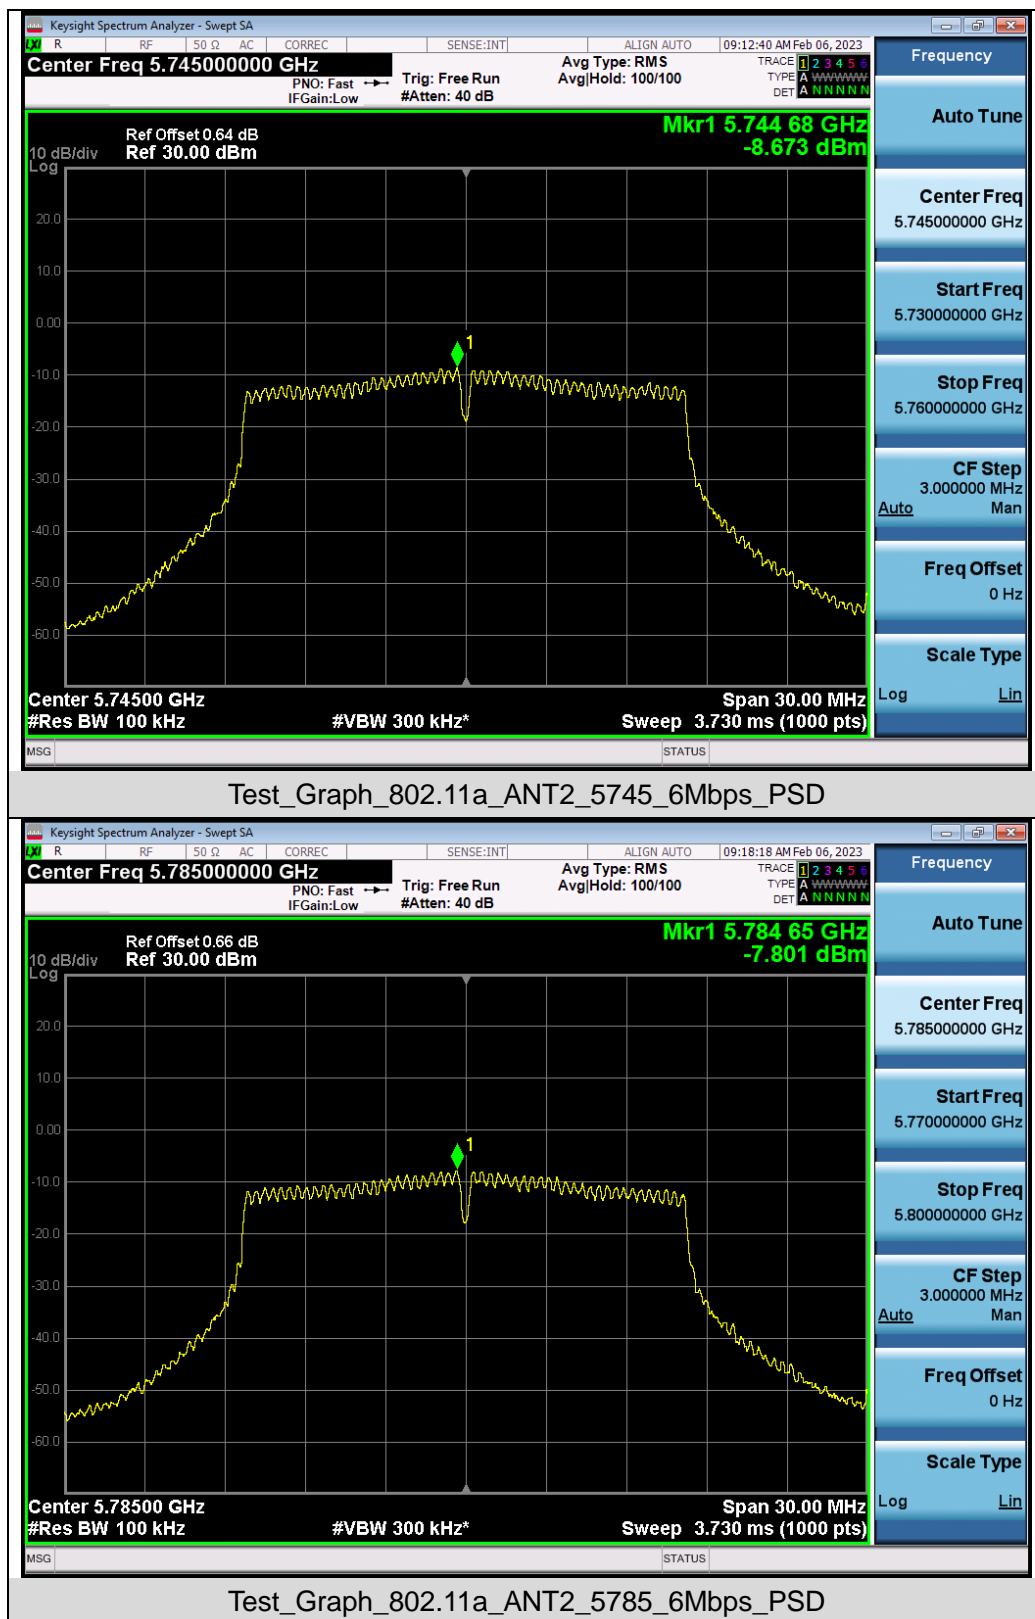 Keysight Spectrum Analyzer - Swept SA
LXI R RF 50 Ω AC CORREC SENSE:INT ALIGN AUTO 09:12:40 AM Feb 06, 2023
Center Freq 5.745000000 GHz Avg Type: RMS TRACE 1 2 3 4 5 6
PNO: Fast Trig: Free Run Avg|Hold: 100/100 TYPE A WWWWW
IFGain:Low #Atten: 40 dB DET A N N N N N
Frequency
Auto Tune
Ref Offset 0.64 dB Mkr1 5.744 68 GHz
10 dB/div Ref 30.00 dBm -8.673 dBm
Log
20.0
10.0
0.00
-10.0
-20.0
-30.0
-40.0
-50.0
-60.0
1
Center Freq
5.745000000 GHz
Start Freq
5.730000000 GHz
Stop Freq
5.760000000 GHz
CF Step
3.000000 MHz
Auto Man
Freq Offset
0 Hz
Scale Type
Log Lin
Center 5.74500 GHz Span 30.00 MHz
#Res BW 100 kHz #VBW 300 kHz* Sweep 3.730 ms (1000 pts)
MSG STATUS
Test_Graph_802.11a_ANT2_5745_6Mbps_PSD
Keysight Spectrum Analyzer - Swept SA
LXI R RF 50 Ω AC CORREC SENSE:INT ALIGN AUTO 09:18:18 AM Feb 06, 2023
Center Freq 5.785000000 GHz Avg Type: RMS TRACE 1 2 3 4 5 6
PNO: Fast Trig: Free Run Avg|Hold: 100/100 TYPE A WWWWW
IFGain:Low #Atten: 40 dB DET A N N N N N
Frequency
Auto Tune
Ref Offset 0.66 dB Mkr1 5.784 65 GHz
10 dB/div Ref 30.00 dBm -7.801 dBm
Log
20.0
10.0
0.00
-10.0
-20.0
-30.0
-40.0
-50.0
-60.0
1
Center Freq
5.785000000 GHz
Start Freq
5.770000000 GHz
Stop Freq
5.800000000 GHz
CF Step
3.000000 MHz
Auto Man
Freq Offset
0 Hz
Scale Type
Log Lin
Center 5.78500 GHz Span 30.00 MHz
#Res BW 100 kHz #VBW 300 kHz* Sweep 3.730 ms (1000 pts)
MSG STATUS
Test_Graph_802.11a_ANT2_5785_6Mbps_PSD